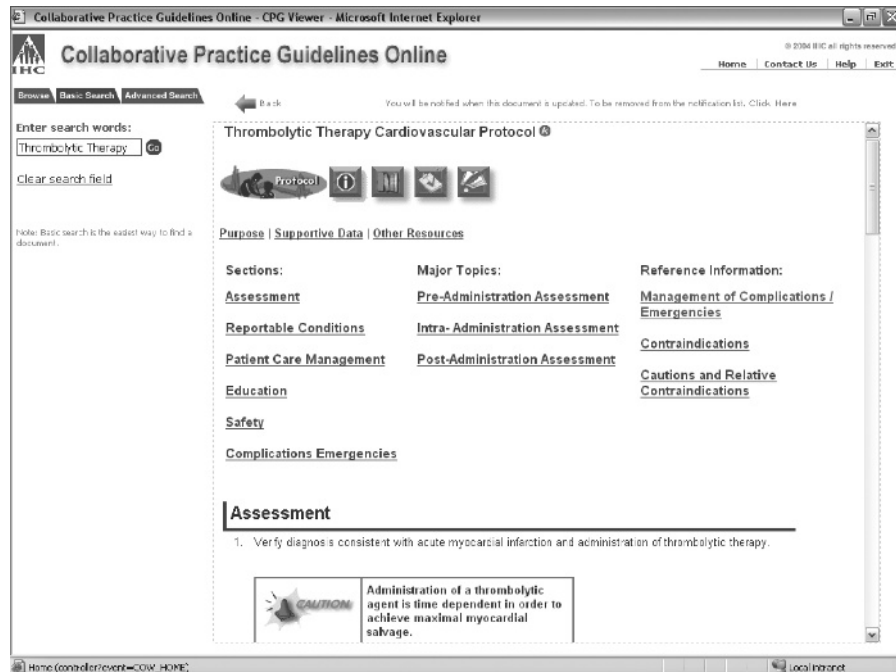 Collaborative Practice Guidelines Online - CPG Viewer - Microsoft Internet Explorer
IHC
Collaborative Practice Guidelines Online
© 2004 IHC all rights reserved
Home | Contact Us | Help | Exit
Browse Basic Search Advanced Search
Back
You will be notified when this document is updated. To be removed from the notification list. Click Here
Enter search words:
Thrombolytic Therapy Go
Clear search field
Note: Basic search is the easiest way to find a
document.
Thrombolytic Therapy Cardiovascular Protocol
Protocol
Purpose | Supportive Data | Other Resources
Sections:
Assessment
Reportable Conditions
Patient Care Management
Education
Safety
Complications Emergencies
Major Topics:
Pre-Administration Assessment
Intra- Administration Assessment
Post-Administration Assessment
Reference Information:
Management of Complications /
Emergencies
Contraindications
Cautions and Relative
Contraindications
Assessment
1. Verify diagnosis consistent with acute myocardial infarction and administration of thrombolytic therapy.
CAUTION:
Administration of a thrombolytic
agent is time dependent in order to
achieve maximal myocardial
salvage.
Home (controller?event=COW_HOME)
Local intranet